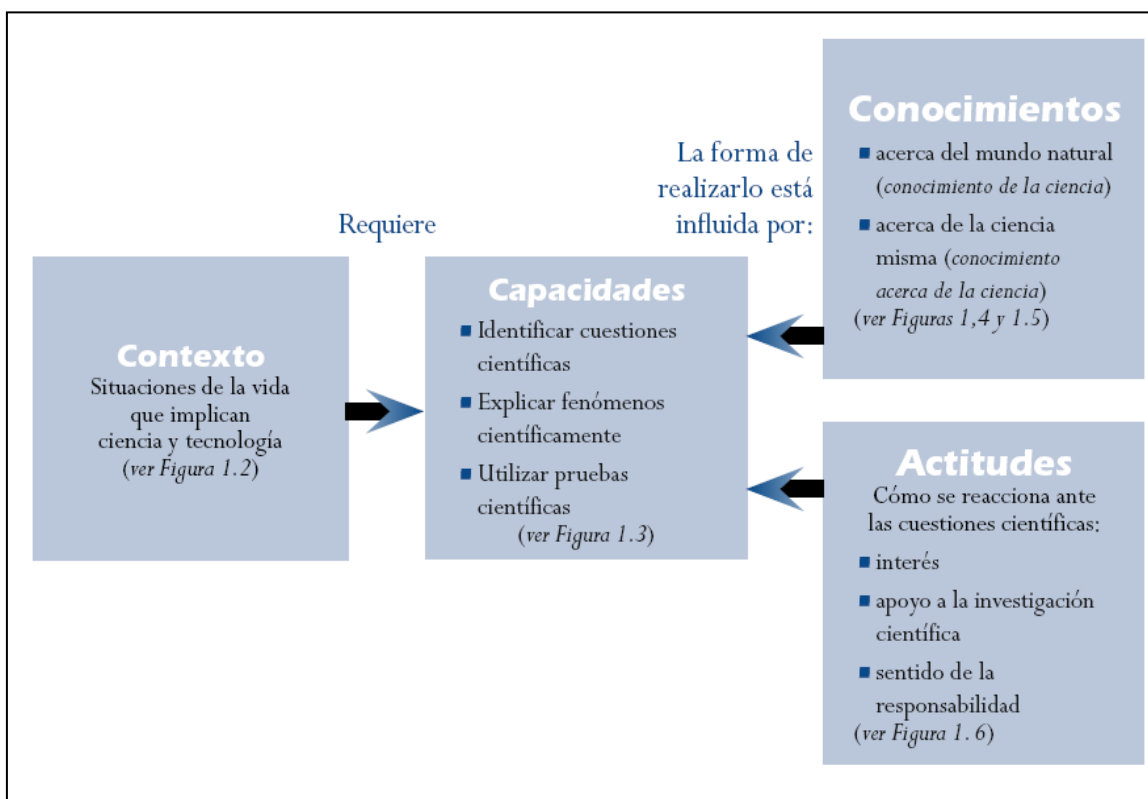 Requiere
Contexto
Situaciones de la vida
que implican
ciencia y tecnología
(ver Figura 1.2)
Capacidades
Identificar cuestiones
científicas
Explicar fenómenos
científicamente
Utilizar pruebas
científicas
(ver Figura 1.3)
La forma de
realizarlo está
influida por:
Conocimientos
acerca del mundo natural
(conocimiento de la ciencia)
acerca de la ciencia
misma (conocimiento
acerca de la ciencia)
(ver Figuras 1,4 y 1.5)
Actitudes
Cómo se reacciona ante
las cuestiones científicas:
interés
apoyo a la investigación
científica
sentido de la
responsabilidad
(ver Figura 1. 6)